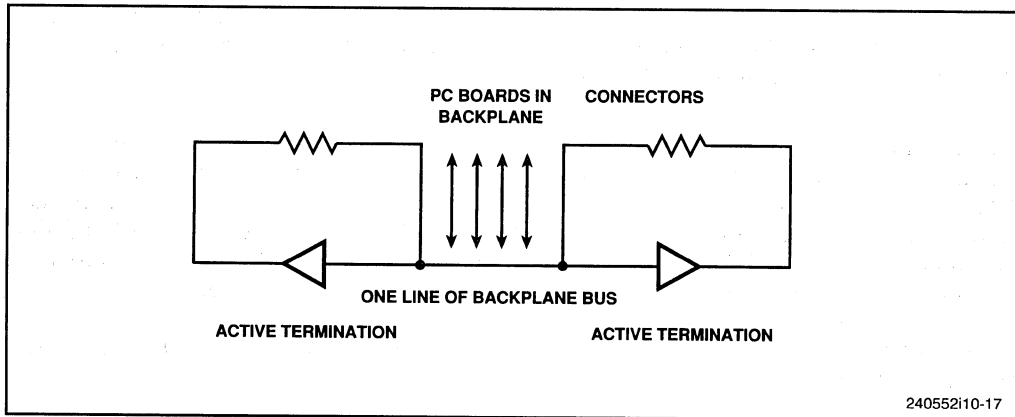 PC BOARDS IN
BACKPLANE
CONNECTORS
ONE LINE OF BACKPLANE BUS
ACTIVE TERMINATION
ACTIVE TERMINATION
240552i10-17